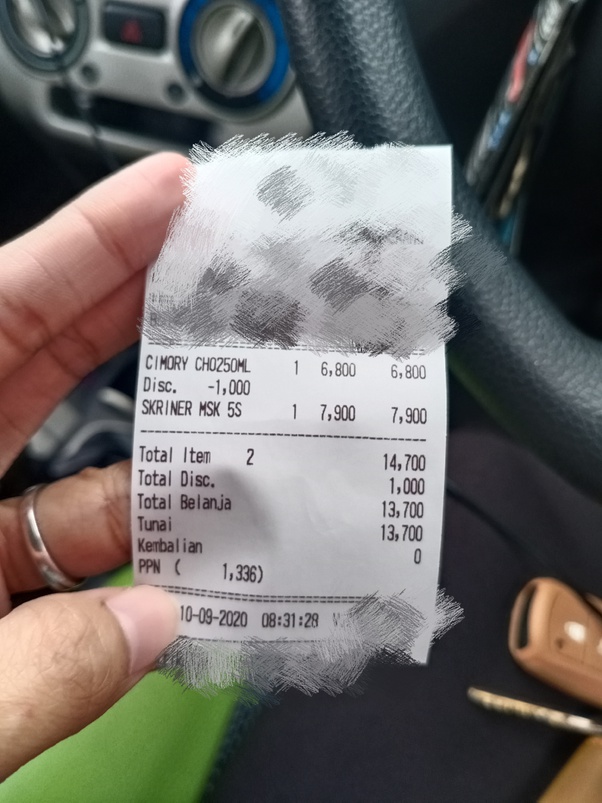 CIMORY CHO250ML 1 6,800 6,800
Disc. -1,000
SKRINER MSK 5S 1 7,900 7,900
Total Item 2 14,700
Total Disc. 1,000
Total Belanja 13,700
Tunai 13,700
Kembalian 0
PPN ( 1,336)
10-09-2020 08:31:28